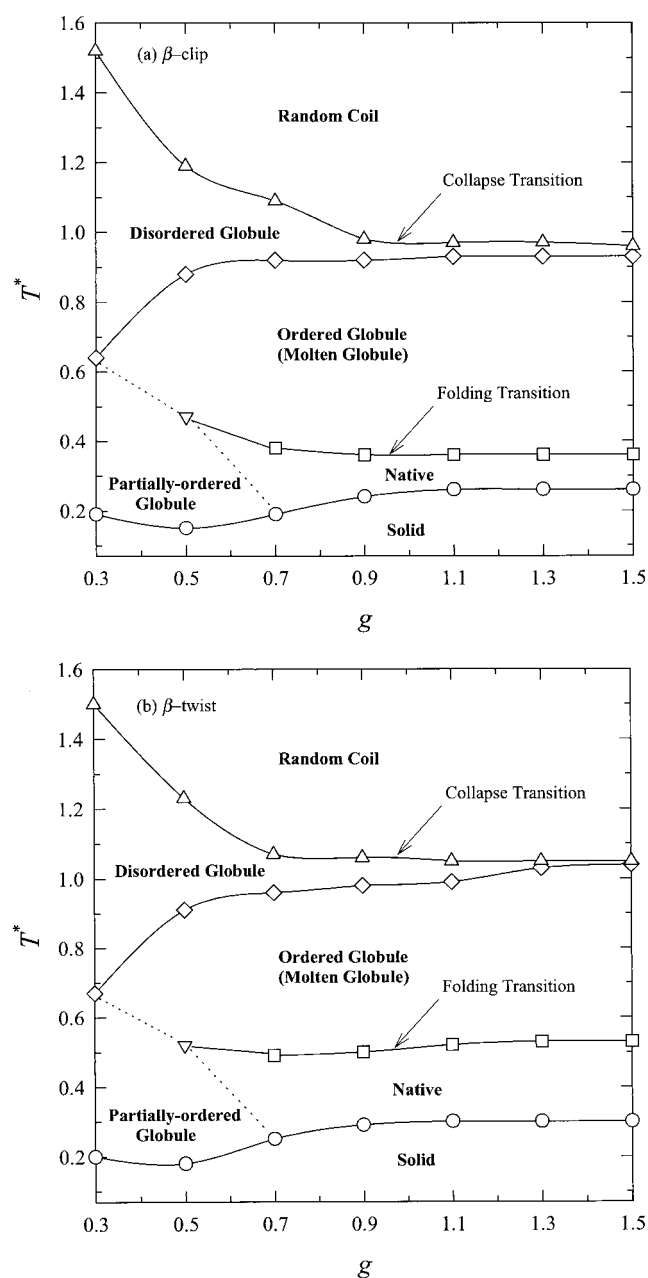 (a) β–clip
1.6
1.4
1.2
1.0
0.8
0.6
0.4
0.2
T*
Random Coil
Collapse Transition
Disordered Globule
Ordered Globule
(Molten Globule)
Folding Transition
Native
Partially-ordered
Globule
Solid
0.3 0.5 0.7 0.9 1.1 1.3 1.5
g
(b) β–twist
1.6
1.4
1.2
1.0
0.8
0.6
0.4
0.2
T*
Random Coil
Collapse Transition
Disordered Globule
Ordered Globule
(Molten Globule)
Folding Transition
Native
Partially-ordered
Globule
Solid
0.3 0.5 0.7 0.9 1.1 1.3 1.5
g